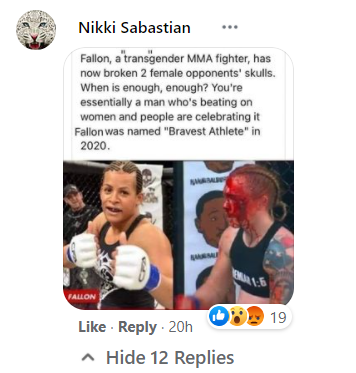 Nikki Sabastian ...
Fallon, a "transgender MMA fighter, has
now broken 2 female opponents' skulls.
When is enough, enough? You're
essentially a man who's beating on
women and people are celebrating it
Fallon was named "Bravest Athlete" in
2020.
FALLON
19
Like · Reply · 20h
Hide 12 Replies